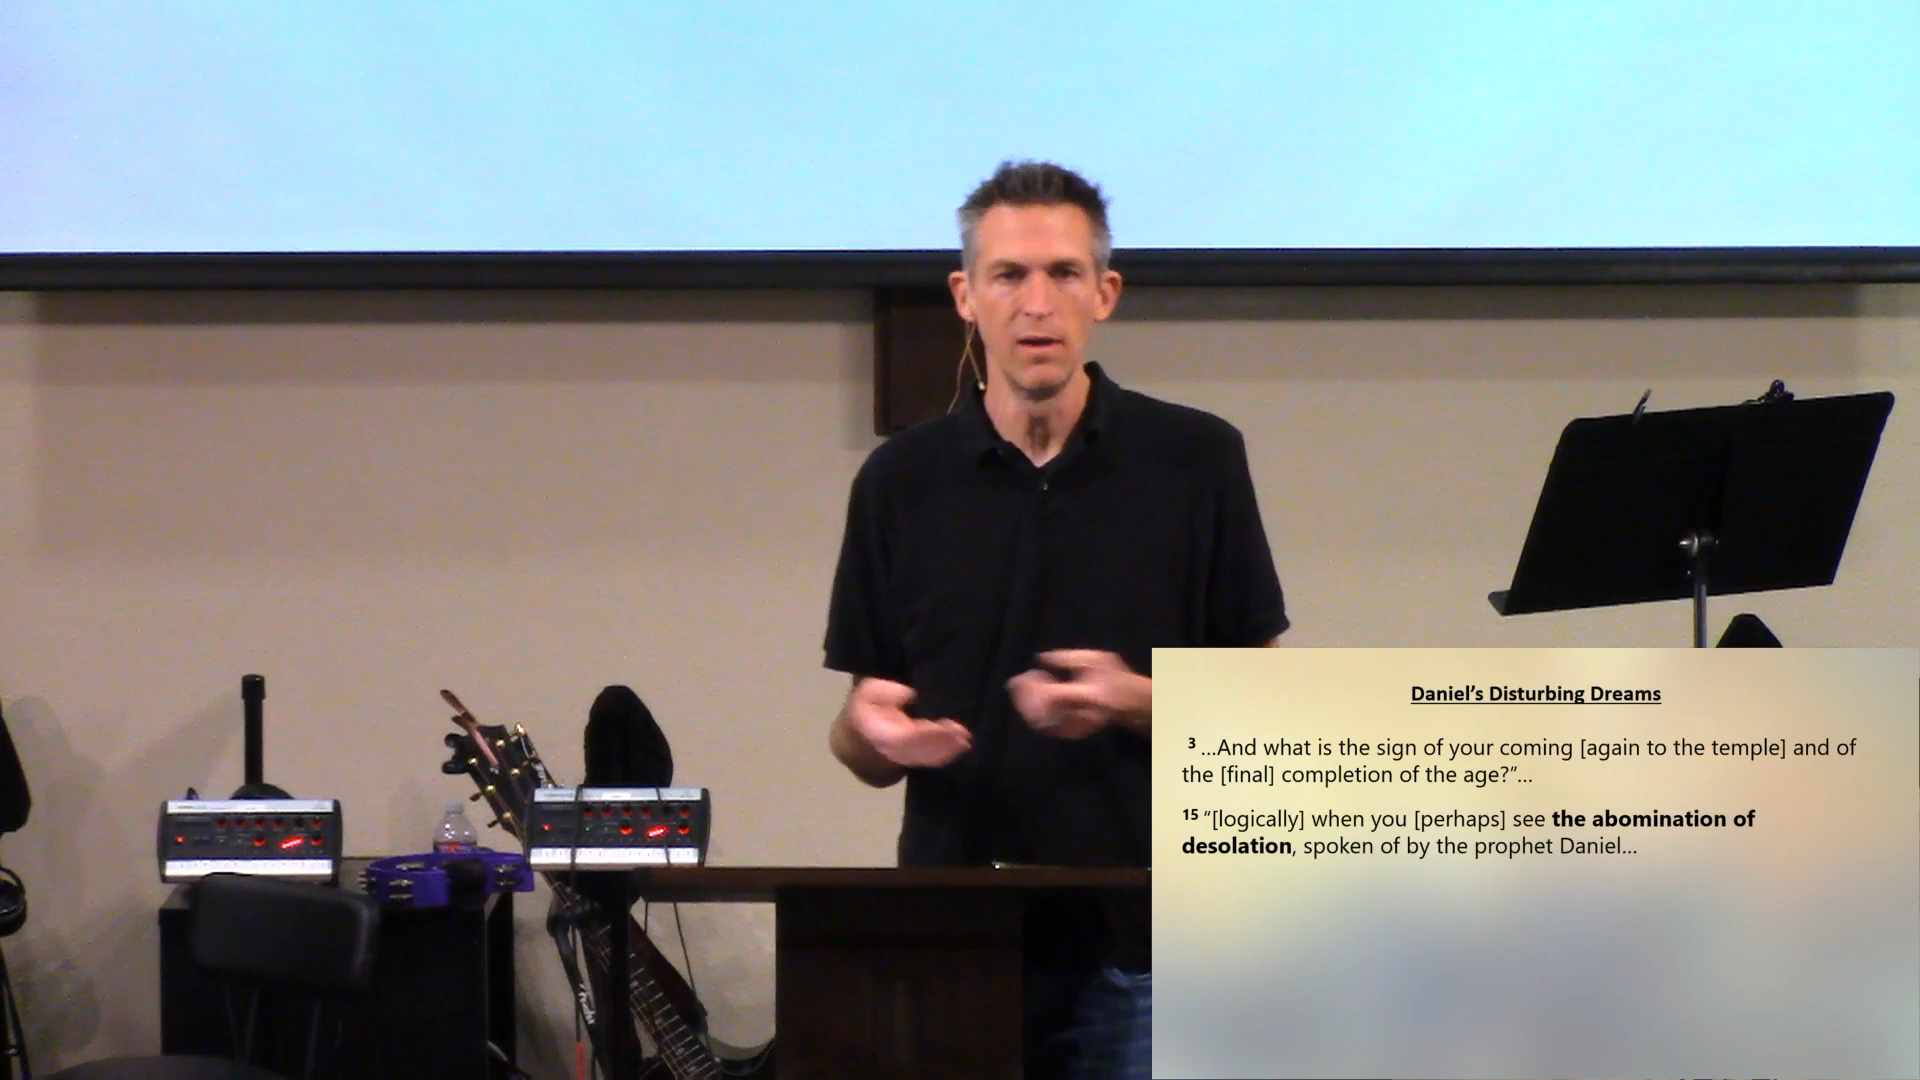 Daniel’s Disturbing Dreams
3 …And what is the sign of your coming [again to the temple] and of
the [final] completion of the age?”…
15 “[logically] when you [perhaps] see the abomination of
desolation, spoken of by the prophet Daniel…